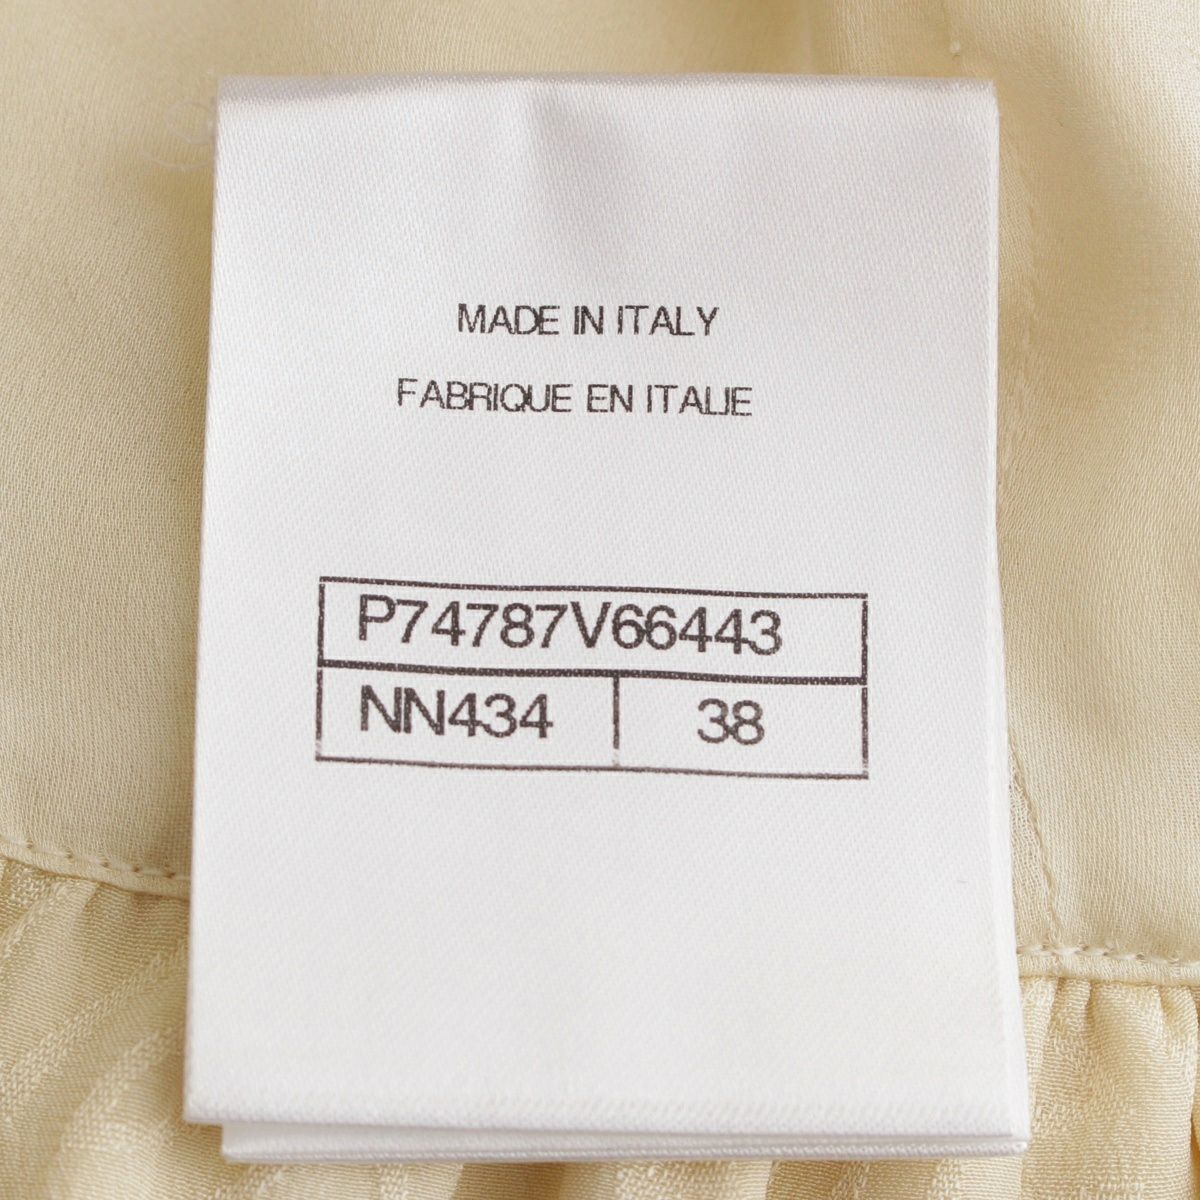 MADE IN ITALY
FABRIQUE EN ITALIE
P74787V66443
NN434 38